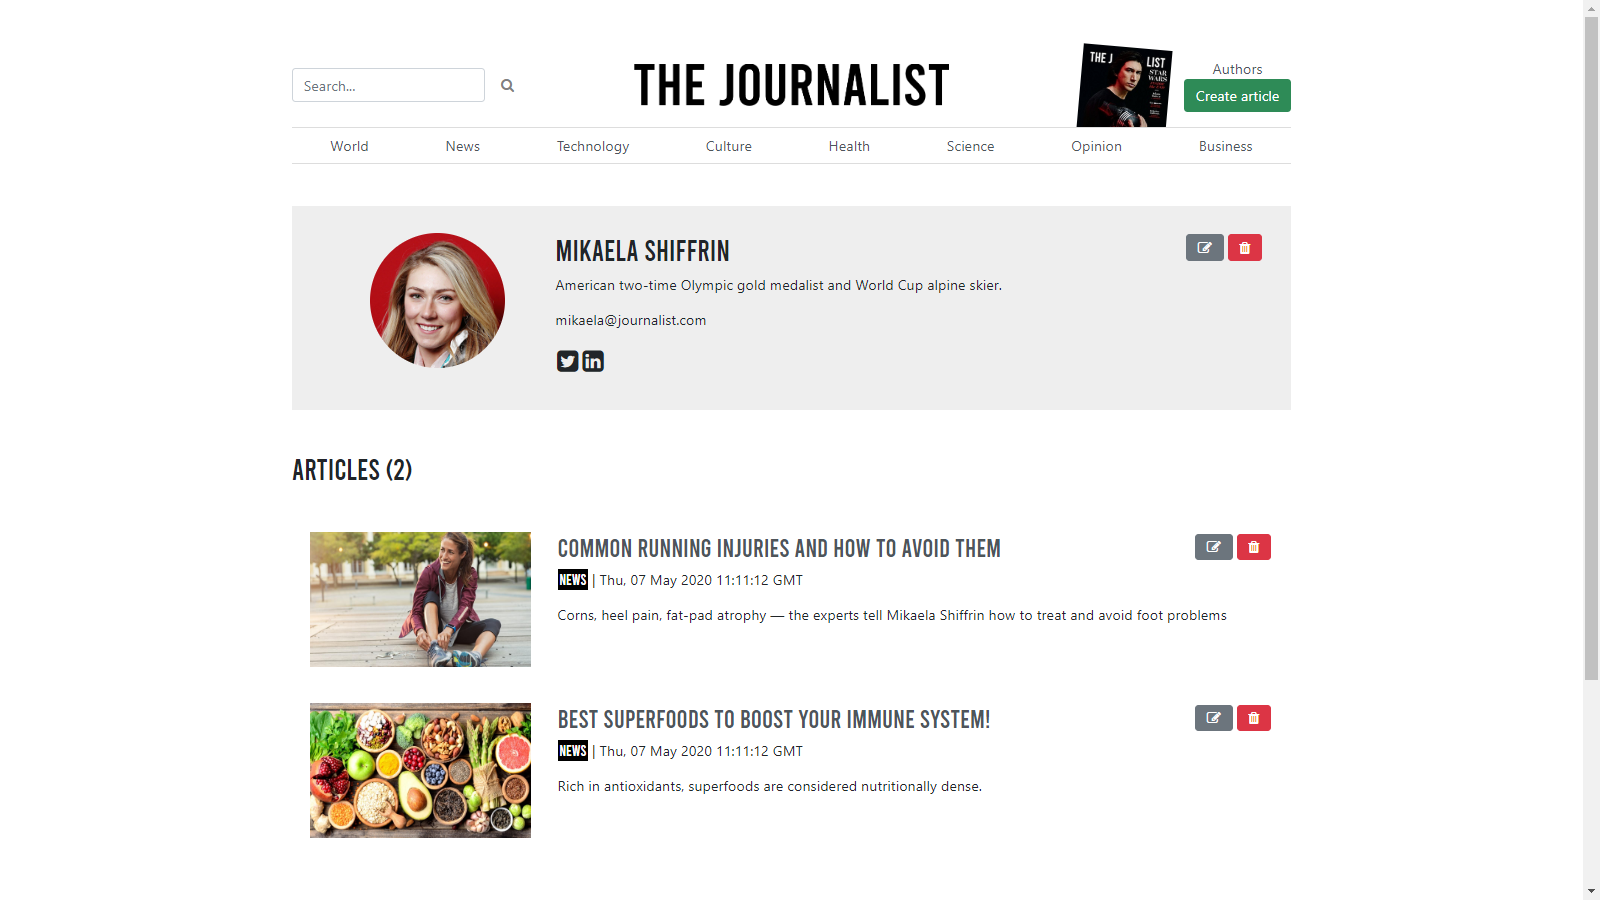 Search...
THE JOURNALIST
THE J LIST
STAR
WARS
Authors
Create article
World News Technology Culture Health Science Opinion Business
MIKAELA SHIFFRIN
American two-time Olympic gold medalist and World Cup alpine skier.
mikaela@journalist.com
in
ARTICLES (2)
COMMON RUNNING INJURIES AND HOW TO AVOID THEM
NEWS | Thu, 07 May 2020 11:11:12 GMT
Corns, heel pain, fat-pad atrophy — the experts tell Mikaela Shiffrin how to treat and avoid foot problems
BEST SUPERFOODS TO BOOST YOUR IMMUNE SYSTEM!
NEWS | Thu, 07 May 2020 11:11:12 GMT
Rich in antioxidants, superfoods are considered nutritionally dense.